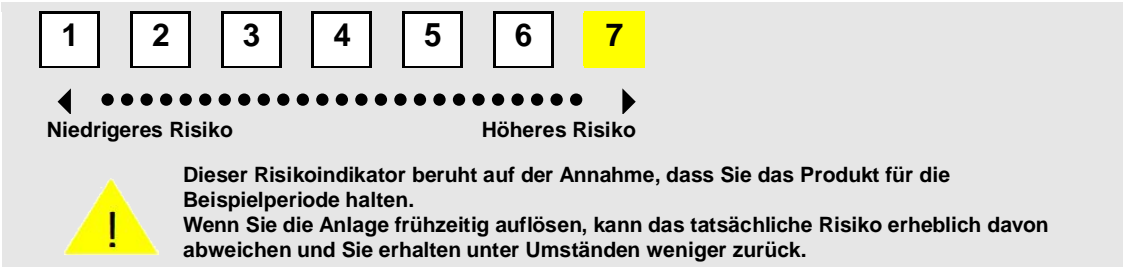 1 2 3 4 5 6 7
Niedrigeres Risiko Höheres Risiko
Dieser Risikoindikator beruht auf der Annahme, dass Sie das Produkt für die
Beispielperiode halten.
Wenn Sie die Anlage frühzeitig auflösen, kann das tatsächliche Risiko erheblich davon
abweichen und Sie erhalten unter Umständen weniger zurück.
!